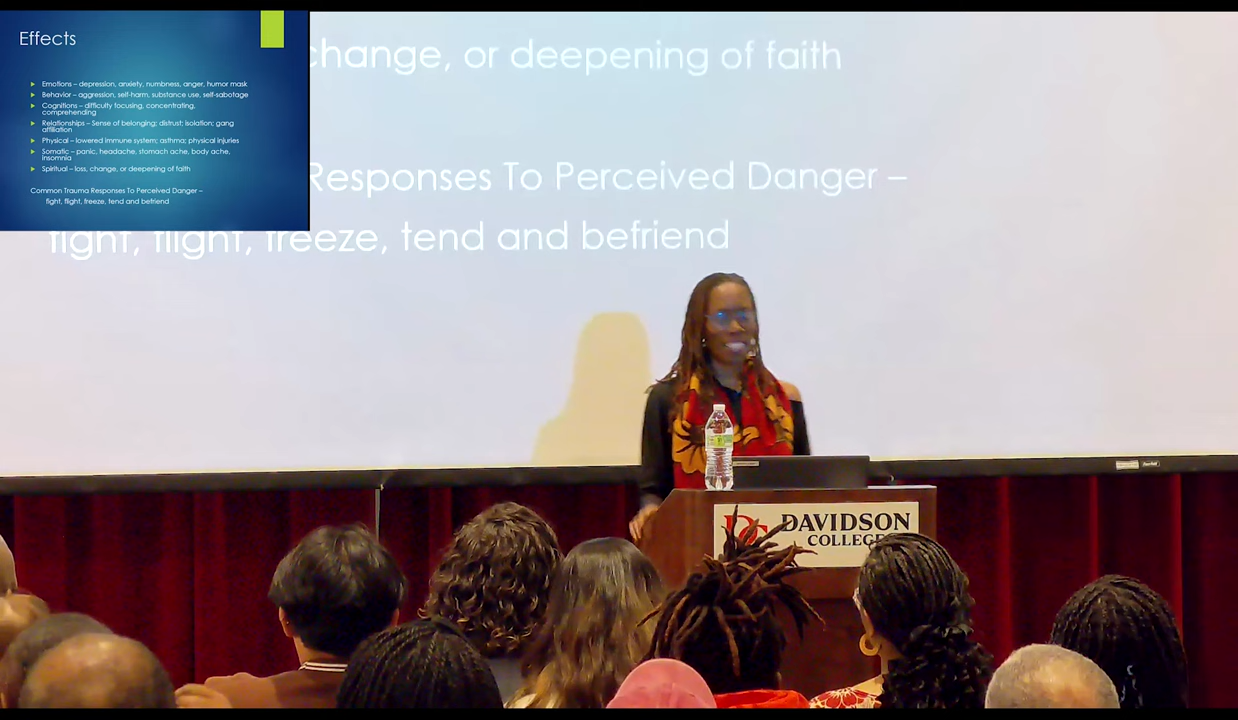 Effects
Emotions – depression, anxiety, numbness, anger, humor mask
Behavior – aggression, self-harm, substance use, self-sabotage
Cognitions – difficulty focusing, concentrating,
comprehending
Relationships – Sense of belonging; distrust; isolation; gang
affiliation
Physical – lowered immune system; asthma; physical injuries
Somatic – panic, headache, stomach ache, body ache,
insomnia
Spiritual – loss, change, or deepening of faith
Common Trauma Responses To Perceived Danger –
fight, flight, freeze, tend and befriend
change, or deepening of faith
Responses To Perceived Danger –
fight, flight, freeze, tend and befriend
DC DAVIDSON
COLLEGE